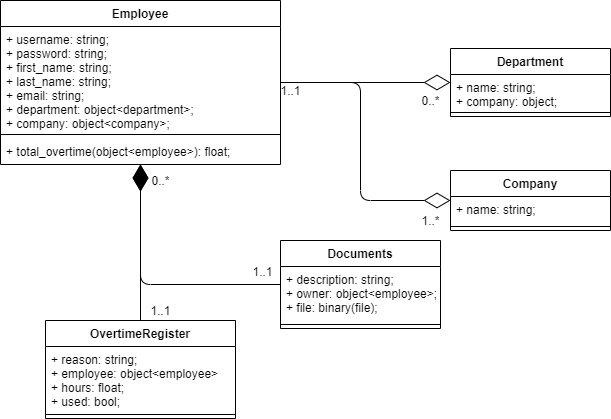 Employee
+ username: string;
+ password: string;
+ first_name: string;
+ last_name: string;
+ email: string;
+ department: object<department>;
+ company: object<company>;
+ total_overtime(object<employee>): float;
1..1
0..*
Department
+ name: string;
+ company: object;
0..*
Company
+ name: string;
1..*
Documents
+ description: string;
+ owner: object<employee>;
+ file: binary(file);
1..1
1..1
OvertimeRegister
+ reason: string;
+ employee: object<employee>
+ hours: float;
+ used: bool;